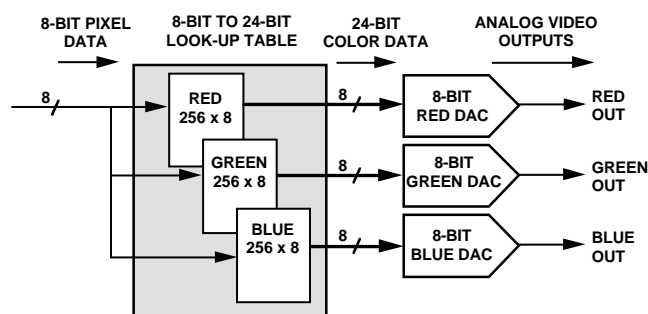 8-BIT PIXEL
DATA
8-BIT TO 24-BIT
LOOK-UP TABLE
24-BIT
COLOR DATA
ANALOG VIDEO
OUTPUTS
8
RED
256 x 8
8
8-BIT
RED DAC
RED
OUT
GREEN
256 x 8
8
8-BIT
GREEN DAC
GREEN
OUT
BLUE
256 x 8
8
8-BIT
BLUE DAC
BLUE
OUT